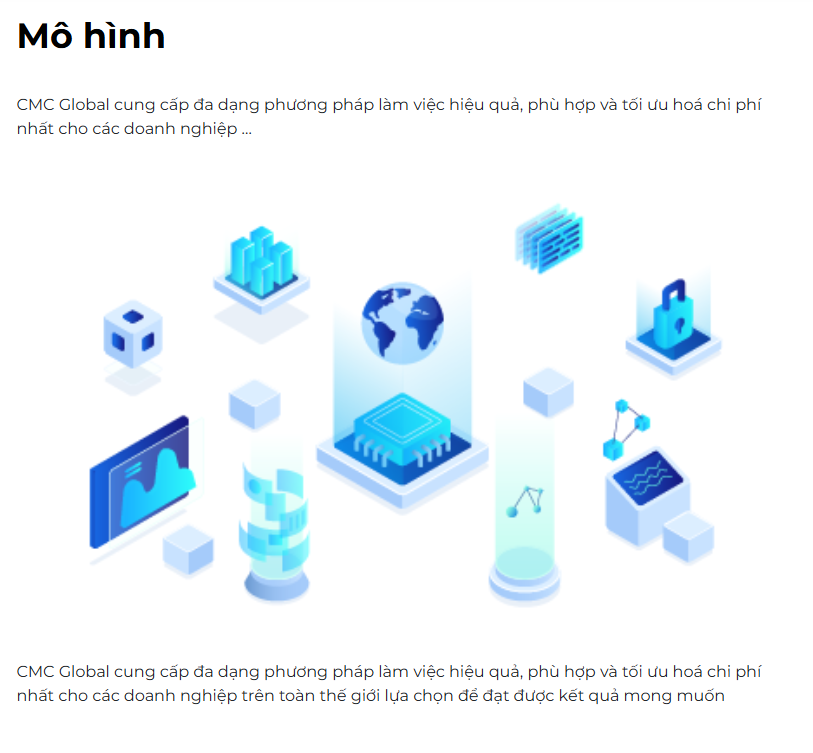 Mô hình
CMC Global cung cấp đa dạng phương pháp làm việc hiệu quả, phù hợp và tối ưu hoá chi phí
nhất cho các doanh nghiệp ...
CMC Global cung cấp đa dạng phương pháp làm việc hiệu quả, phù hợp và tối ưu hoá chi phí
nhất cho các doanh nghiệp trên toàn thế giới lựa chọn để đạt được kết quả mong muốn